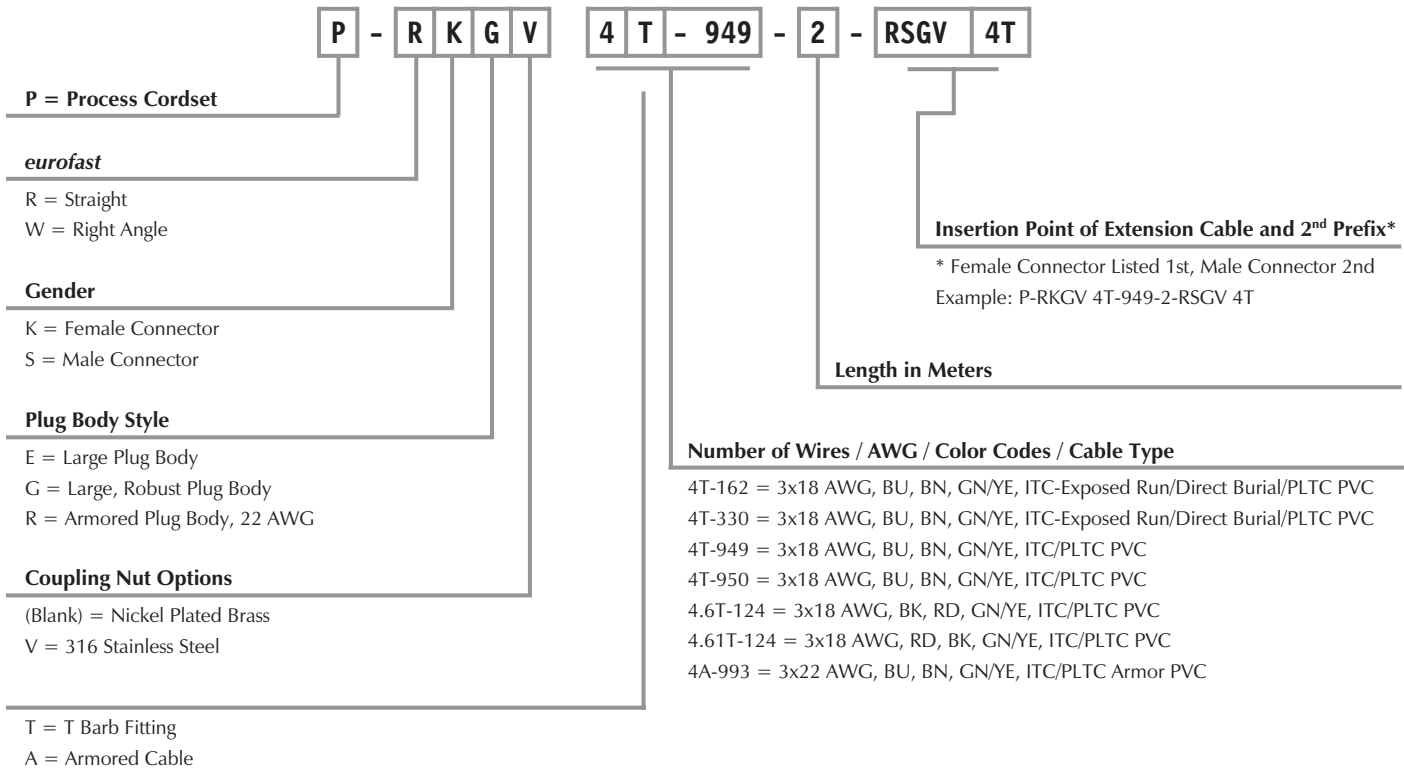 P - R K G V 4 T - 949 - 2 - RSGV 4T
P = Process Cordset
eurofast
R = Straight
W = Right Angle
Gender
K = Female Connector
S = Male Connector
Plug Body Style
E = Large Plug Body
G = Large, Robust Plug Body
R = Armored Plug Body, 22 AWG
Coupling Nut Options
(Blank) = Nickel Plated Brass
V = 316 Stainless Steel
T = T Barb Fitting
A = Armored Cable
Insertion Point of Extension Cable and 2nd Prefix*
* Female Connector Listed 1st, Male Connector 2nd
Example: P-RKGV 4T-949-2-RSGV 4T
Length in Meters
Number of Wires / AWG / Color Codes / Cable Type
4T-162 = 3x18 AWG, BU, BN, GN/YE, ITC-Exposed Run/Direct Burial/PLTC PVC
4T-330 = 3x18 AWG, BU, BN, GN/YE, ITC-Exposed Run/Direct Burial/PLTC PVC
4T-949 = 3x18 AWG, BU, BN, GN/YE, ITC/PLTC PVC
4T-950 = 3x18 AWG, BU, BN, GN/YE, ITC/PLTC PVC
4.6T-124 = 3x18 AWG, BK, RD, GN/YE, ITC/PLTC PVC
4.61T-124 = 3x18 AWG, RD, BK, GN/YE, ITC/PLTC PVC
4A-993 = 3x22 AWG, BU, BN, GN/YE, ITC/PLTC Armor PVC